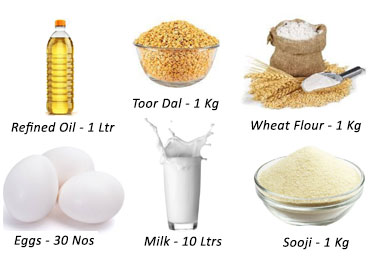 Refined Oil - 1 Ltr
Toor Dal - 1 Kg
Wheat Flour - 1 Kg
Eggs - 30 Nos
Milk - 10 Ltrs
Sooji - 1 Kg